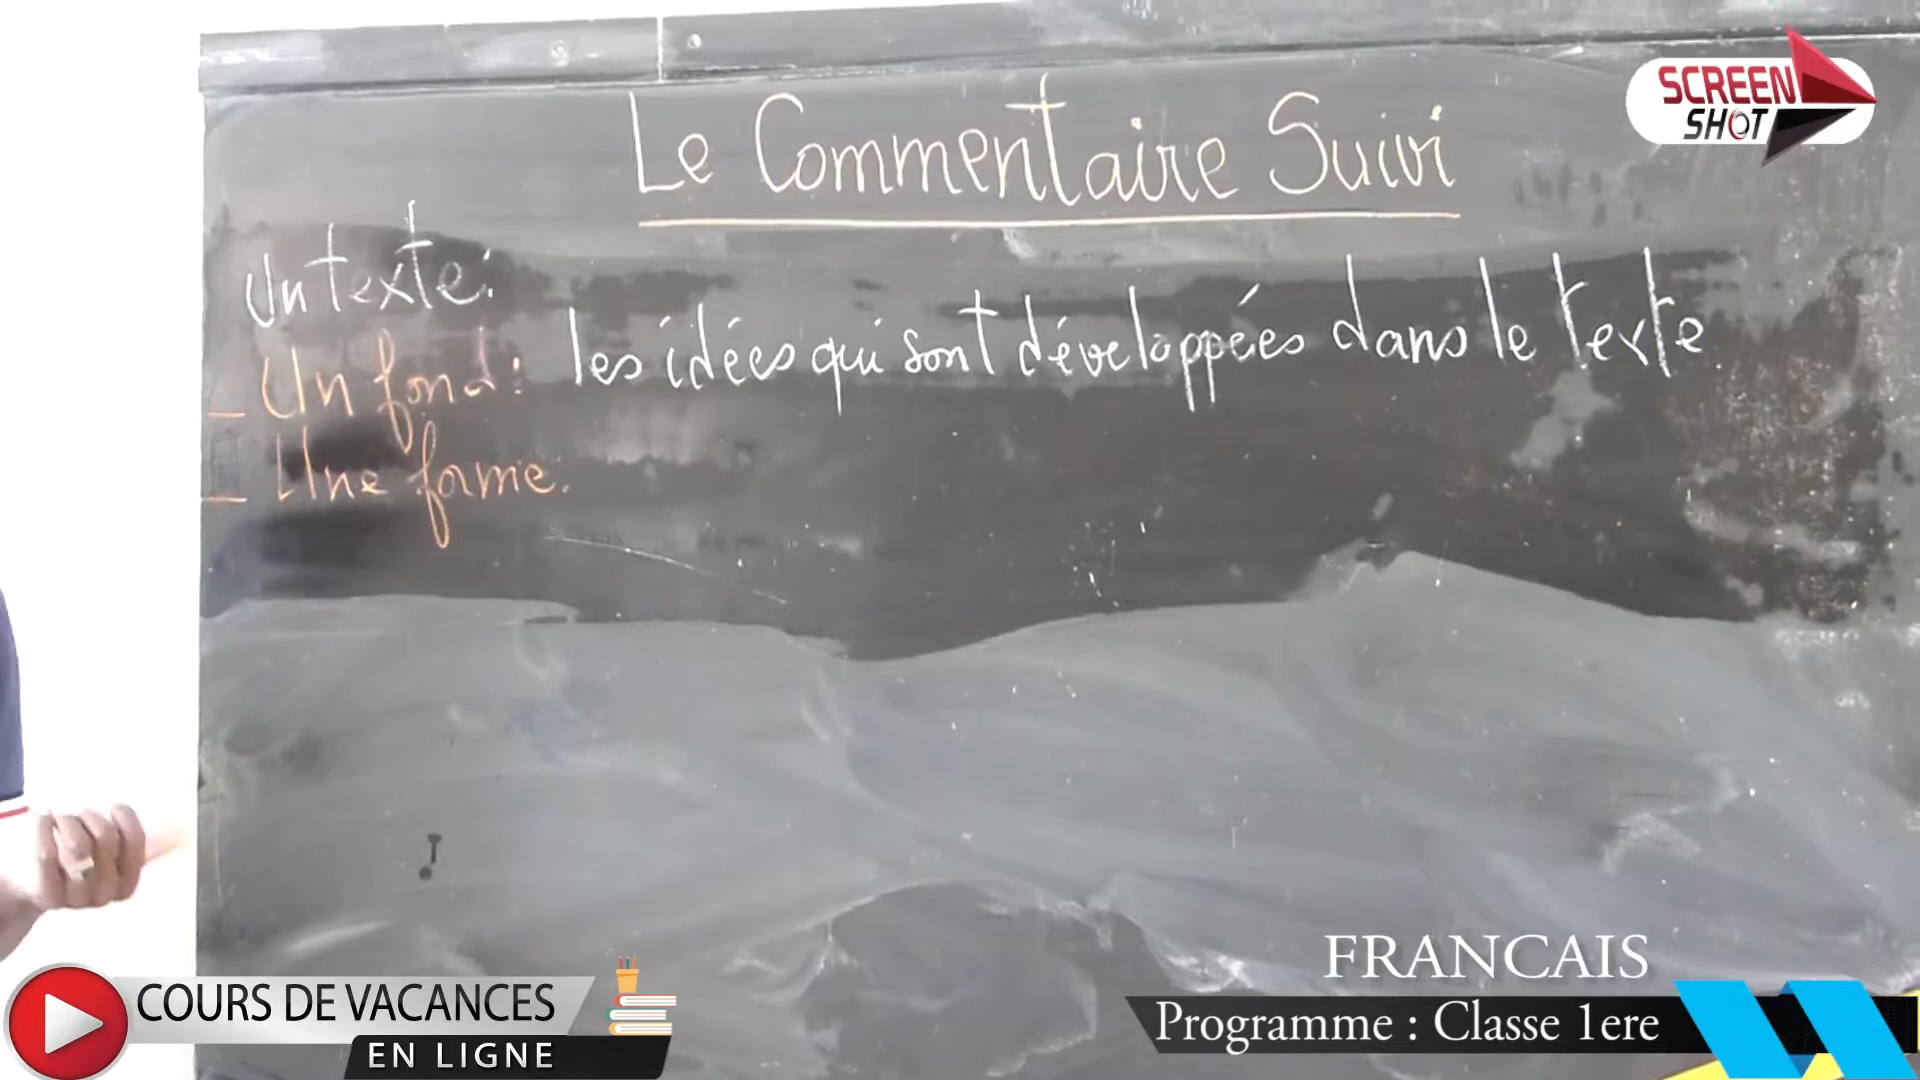 SCREEN
SHOT
Le Commentaire Suivi
Un texte:
_ Un fond: les idées qui sont développées dans le texte
_ Une forme.
FRANCAIS
Programme : Classe 1ere
COURS DE VACANCES
EN LIGNE